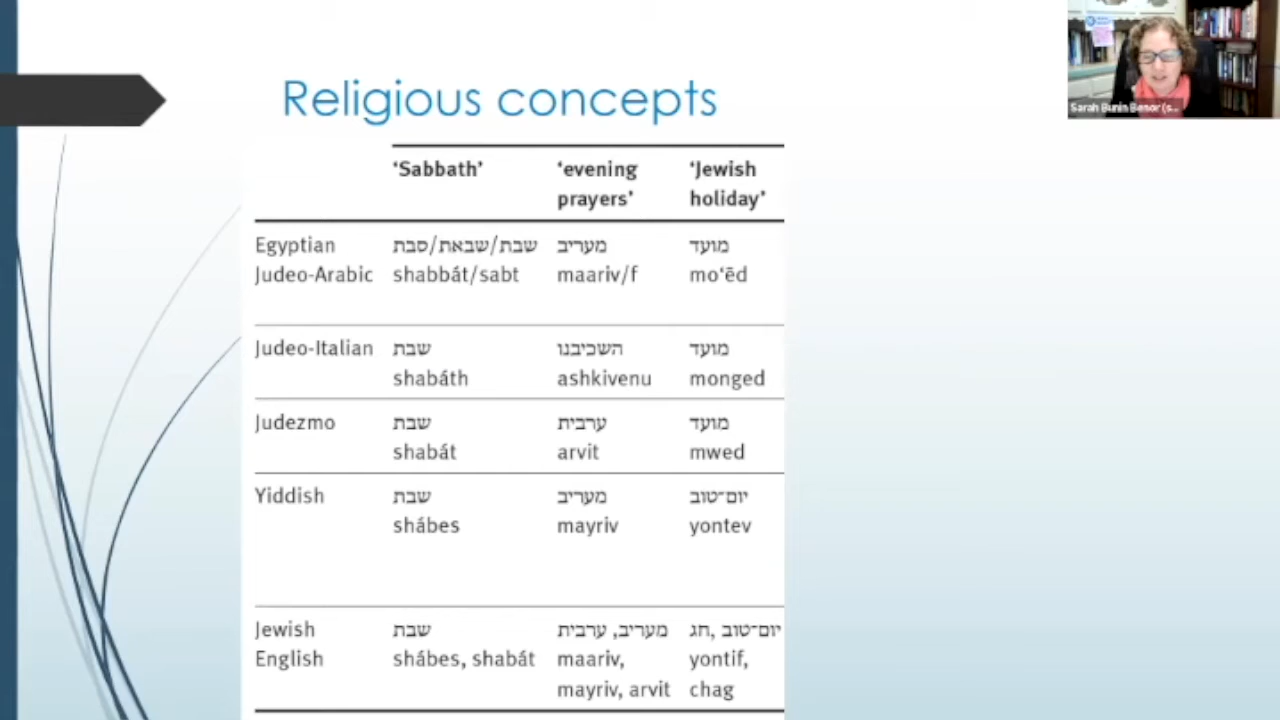 Religious concepts
Sarah Bunin Benor (s...
‘Sabbath’ ‘evening prayers’ ‘Jewish holiday’
Egyptian שבת/שבאת/סבת מעריב מועד
Judeo-Arabic shabbát/sabt maariv/f mo‘ēd
Judeo-Italian שבת השכיבנו מועד
shabáth ashkivenu monged
Judezmo שבת ערבית מועד
shabát arvit mwed
Yiddish שבת מעריב יום־טוב
shábes mayriv yontev
Jewish שבת מעריב, ערבית יום־טוב, חג
English shábes, shabát maariv, yontif,
mayriv, arvit chag